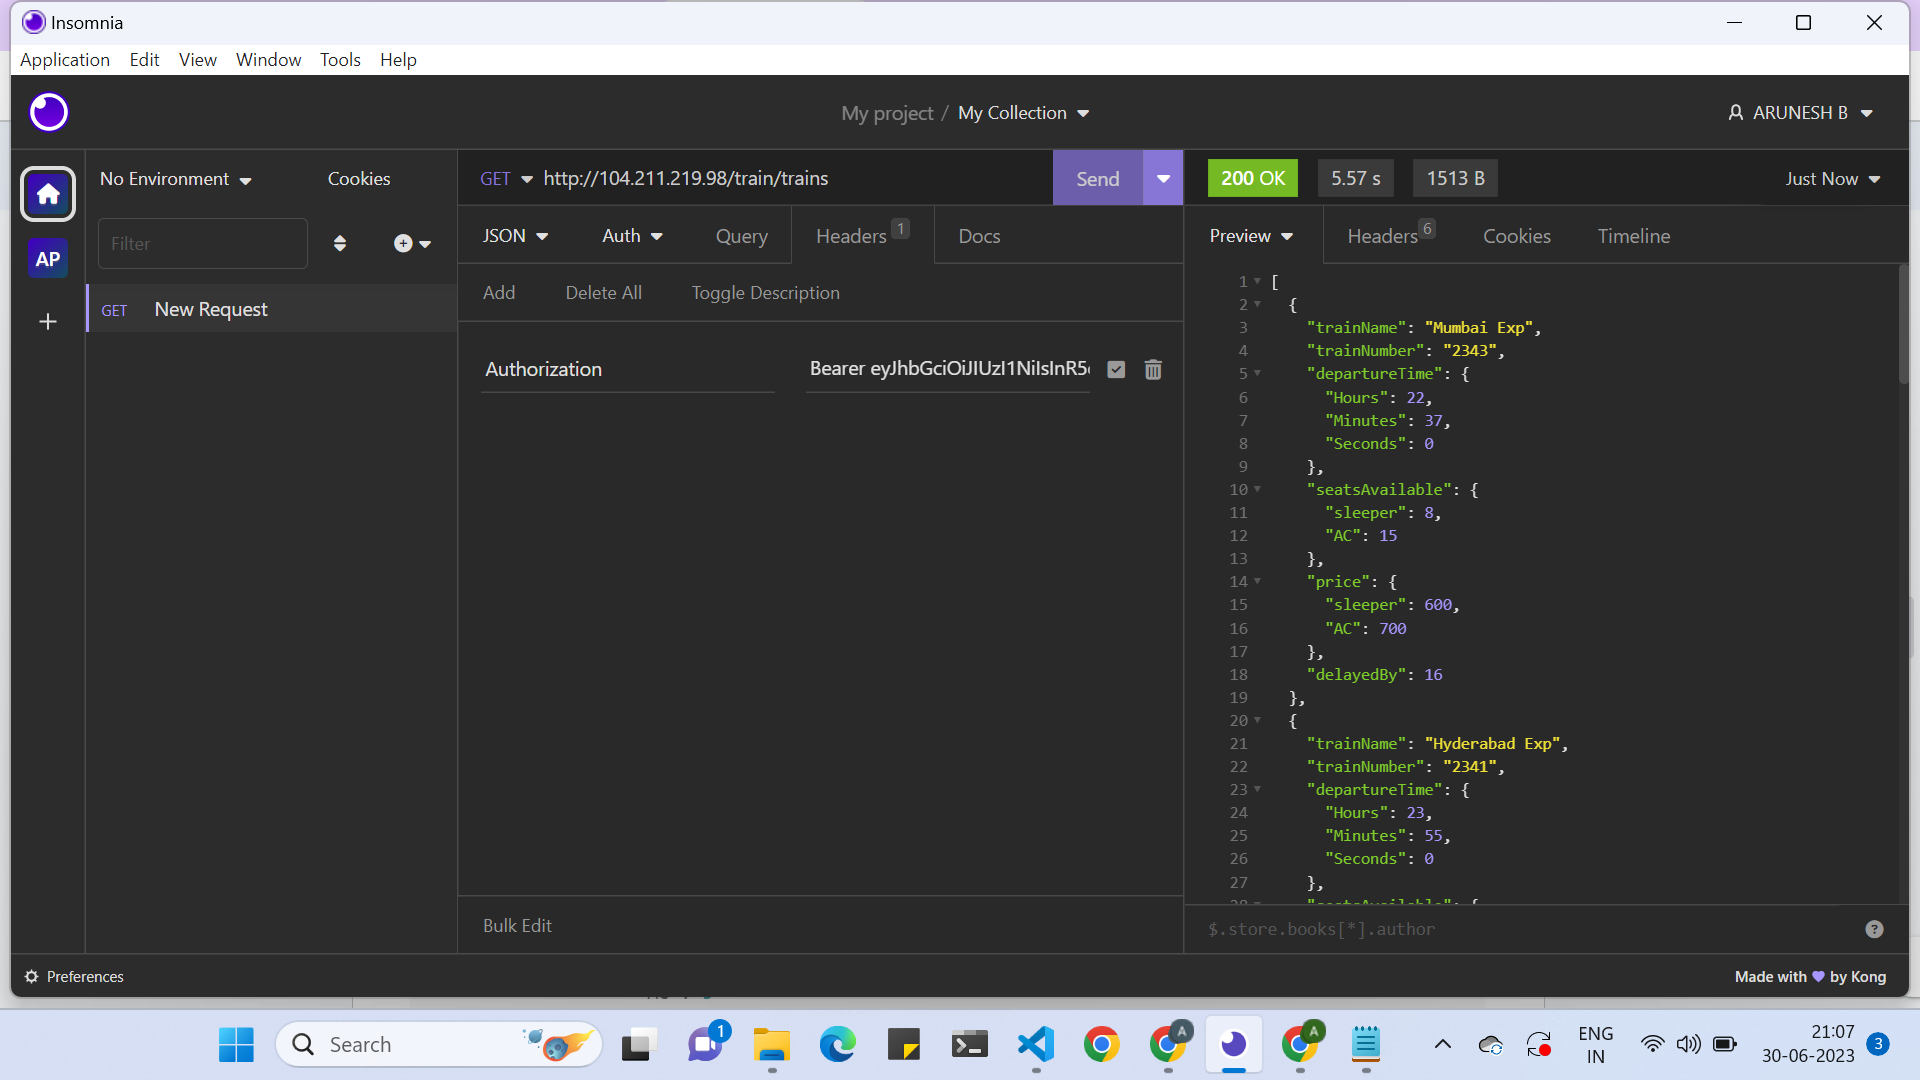 Insomnia
Application Edit View Window Tools Help
My project / My Collection
ARUNESH B
No Environment
Cookies
GET http://104.211.219.98/train/trains
Send
200 OK
5.57 s
1513 B
Just Now
AP
Filter
GET New Request
JSON Auth Query Headers 1 Docs
Add Delete All Toggle Description
Authorization
Bearer eyJhbGciOiJIUzI1NiIsInR5
Bulk Edit
Preview Headers 6 Cookies Timeline
1 [
2 {
3 "trainName": "Mumbai Exp",
4 "trainNumber": "2343",
5 "departureTime": {
6 "Hours": 22,
7 "Minutes": 37,
8 "Seconds": 0
9 },
10 "seatsAvailable": {
11 "sleeper": 8,
12 "AC": 15
13 },
14 "price": {
15 "sleeper": 600,
16 "AC": 700
17 },
18 "delayedBy": 16
19 },
20 {
21 "trainName": "Hyderabad Exp",
22 "trainNumber": "2341",
23 "departureTime": {
24 "Hours": 23,
25 "Minutes": 55,
26 "Seconds": 0
27 },
28 "seatsAvailable": {
$.store.books[*].author
?
Preferences
Made with 💜 by Kong
Search
1
A
A
ENG
IN
21:07
30-06-2023
3